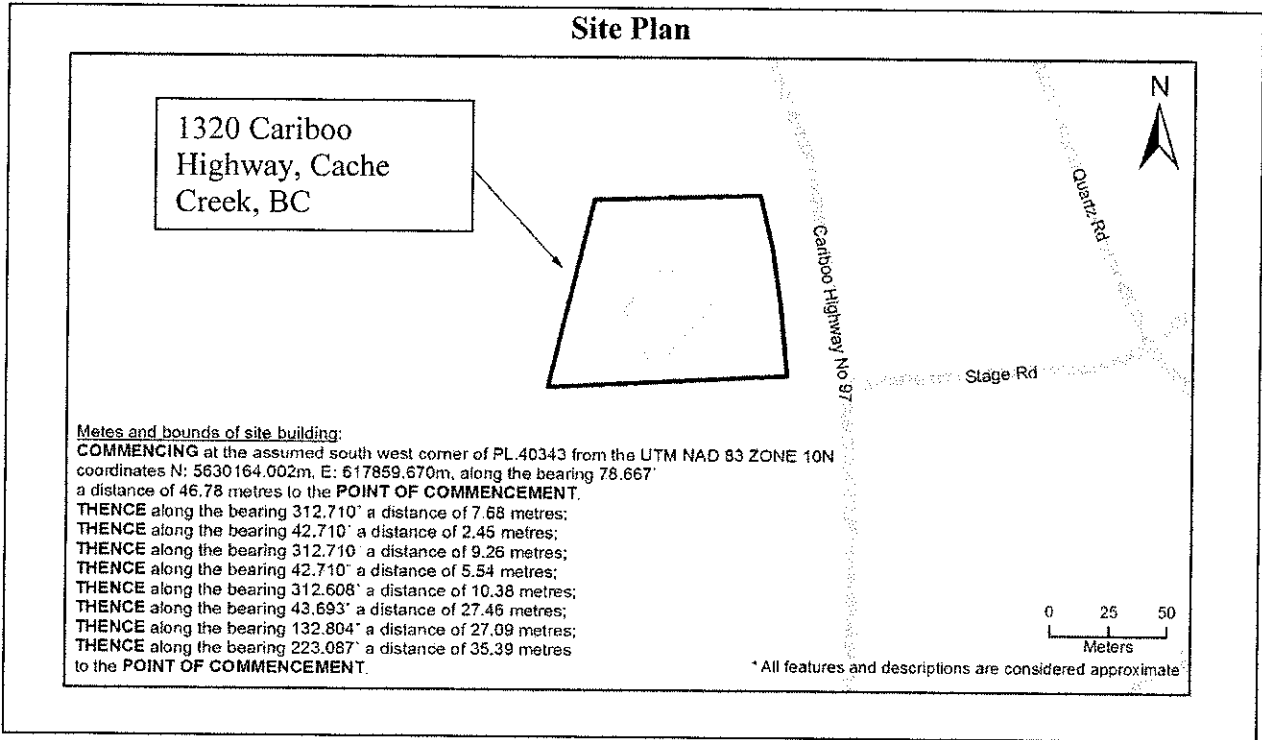 Site Plan
1320 Cariboo
Highway, Cache
Creek, BC
N
Quartz Rd
Cariboo Highway No 97
Stage Rd
Metes and bounds of site building:
COMMENCING at the assumed south west corner of PL.40343 from the UTM NAD 83 ZONE 10N
coordinates N: 5630164.002m, E: 617859.670m, along the bearing 78.667°
a distance of 46.78 metres to the POINT OF COMMENCEMENT.
THENCE along the bearing 312.710° a distance of 7.68 metres;
THENCE along the bearing 42.710° a distance of 2.45 metres;
THENCE along the bearing 312.710° a distance of 9.26 metres;
THENCE along the bearing 42.710° a distance of 5.54 metres;
THENCE along the bearing 312.608° a distance of 10.38 metres;
THENCE along the bearing 43.693° a distance of 27.46 metres;
THENCE along the bearing 132.804° a distance of 27.09 metres;
THENCE along the bearing 223.087° a distance of 35.39 metres
to the POINT OF COMMENCEMENT.
0 25 50
Meters
* All features and descriptions are considered approximate